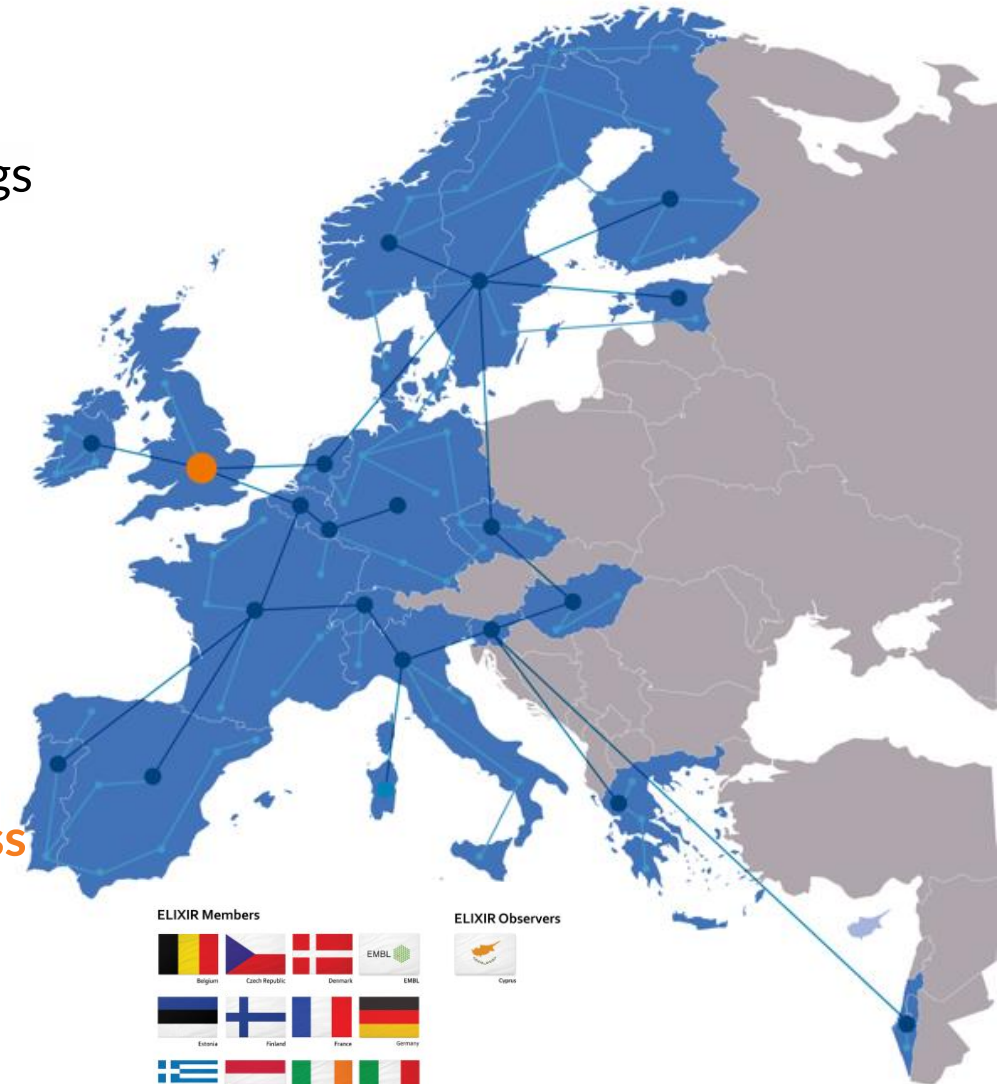 gs
ss
ELIXIR Members
ELIXIR Observers
EMBL
Belgium
Czech Republic
Denmark
EMBL
Cyprus
Estonia
Finland
France
Germany